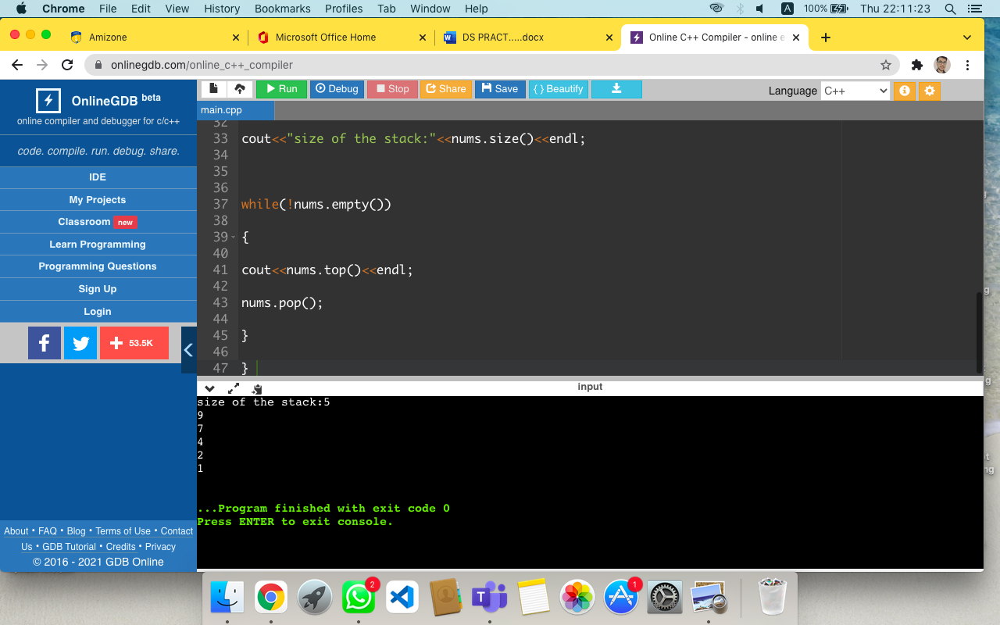 Chrome File Edit View History Bookmarks Profiles Tab Window Help A 100% Thu 22:11:23
Amizone Microsoft Office Home DS PRACT.....docx Online C++ Compiler - online e
onlinegdb.com/online_c++_compiler
OnlineGDB beta
online compiler and debugger for c/c++
code. compile. run. debug. share.
IDE
My Projects
Classroom new
Learn Programming
Programming Questions
Sign Up
Login
f 53.5K
About • FAQ • Blog • Terms of Use • Contact
Us • GDB Tutorial • Credits • Privacy
© 2016 - 2021 GDB Online
Run Debug Stop Share Save { } Beautify Language C++
main.cpp
32
33 cout<<"size of the stack:"<<nums.size()<<endl;
34
35
36
37 while(!nums.empty())
38
39 {
40
41 cout<<nums.top()<<endl;
42
43 nums.pop();
44
45 }
46
47 }
input
size of the stack:5
9
7
4
2
1
...Program finished with exit code 0
Press ENTER to exit console.
2 1